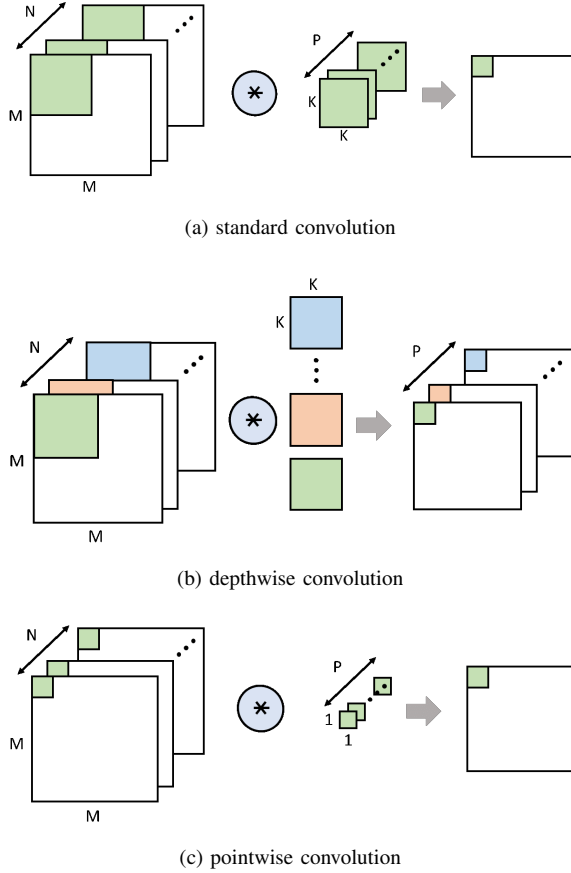 N
P
M
K
*
M
K
(a) standard convolution
K
N
K
P
*
M
M
(b) depthwise convolution
N
P
*
M
1
1
M
(c) pointwise convolution